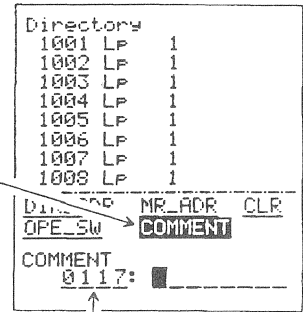 Directory
1001 Lp 1
1002 Lp 1
1003 Lp 1
1004 Lp 1
1005 Lp 1
1006 Lp 1
1007 Lp 1
1008 Lp 1
MR_ADR CLR
OPE_SW COMMENT
COMMENT
0117: